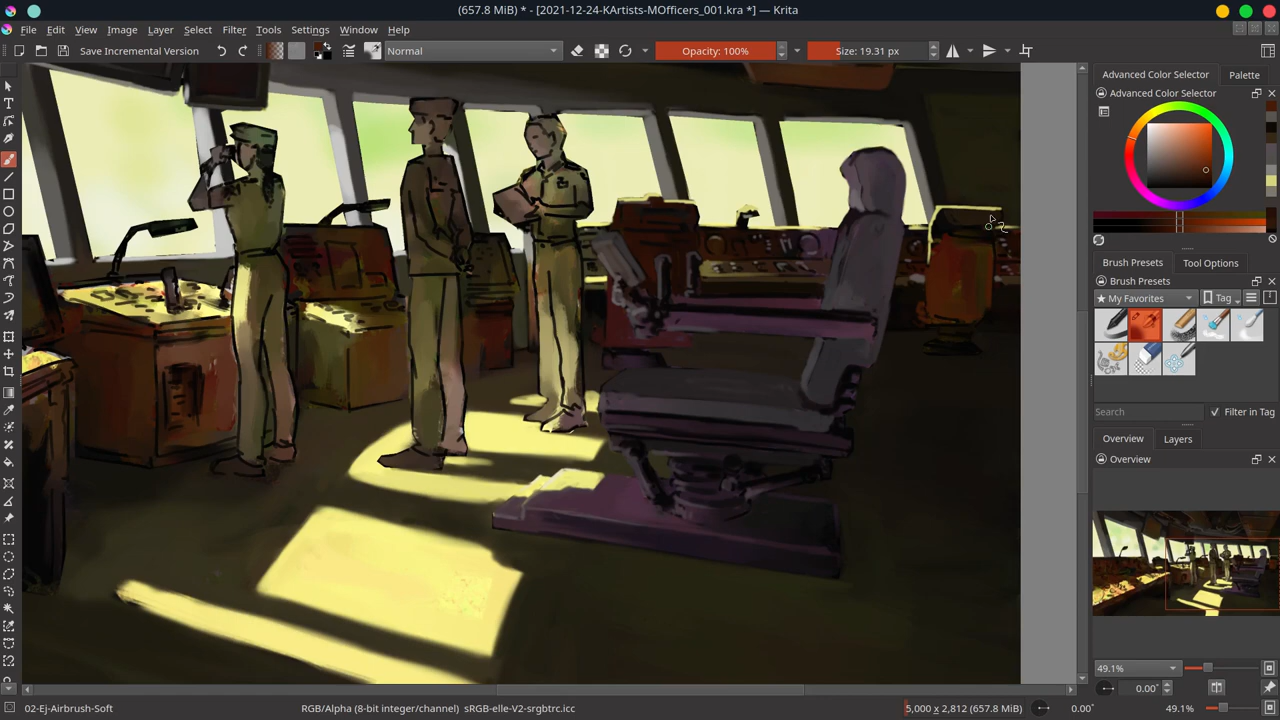 (657.8 MiB) * - [2021-12-24-KArtists-MOfficers_001.kra *] — Krita
File Edit View Image Layer Select Filter Tools Settings Window Help
Save Incremental Version Normal Opacity: 100% Size: 19.31 px
Advanced Color Selector Palette
Advanced Color Selector
Brush Presets Tool Options
Brush Presets
★ My Favorites Tag
Search ✓ Filter in Tag
Overview Layers
Overview
49.1%
0.00°
02-Ej-Airbrush-Soft RGB/Alpha (8-bit integer/channel) sRGB-elle-V2-srgbtrc.icc 5,000 x 2,812 (657.8 MiB) 0.00° 49.1%